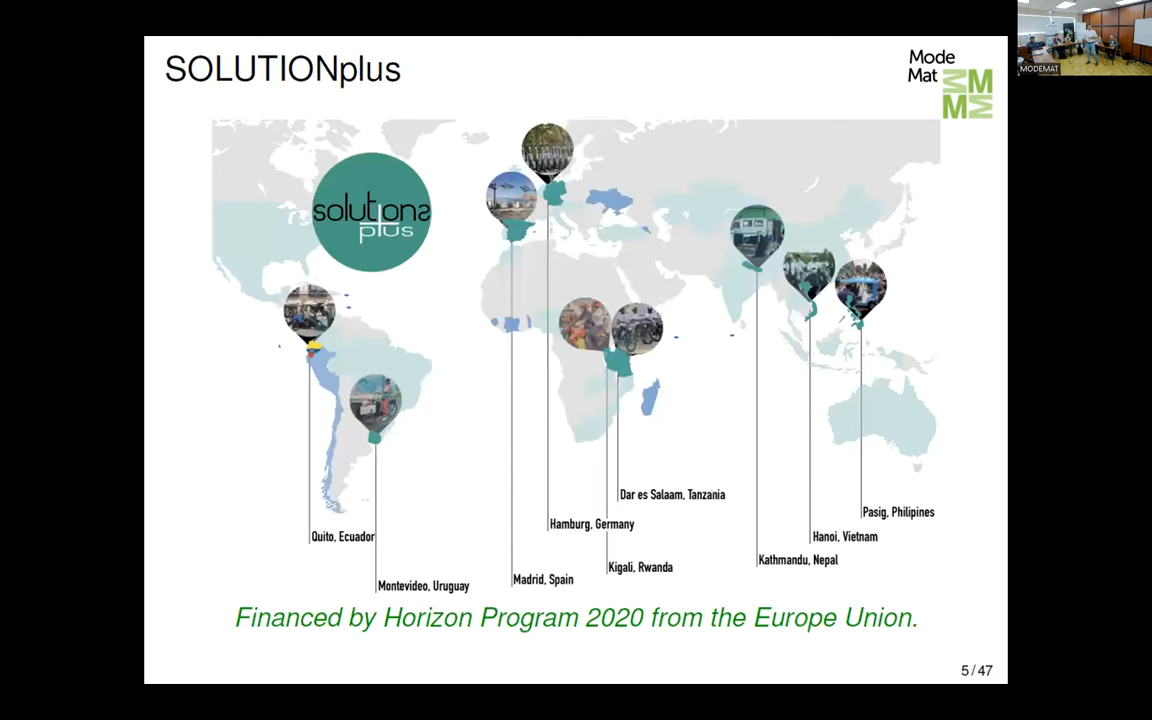 SOLUTIONplus
Mode
Mat
M
M
MODEMAT
solutions
plus
Dar es Salaam, Tanzania
Pasig, Philipines
Hamburg, Germany
Quito, Ecuador
Hanoi, Vietnam
Kathmandu, Nepal
Kigali, Rwanda
Madrid, Spain
Montevideo, Uruguay
Financed by Horizon Program 2020 from the Europe Union.
5 / 47